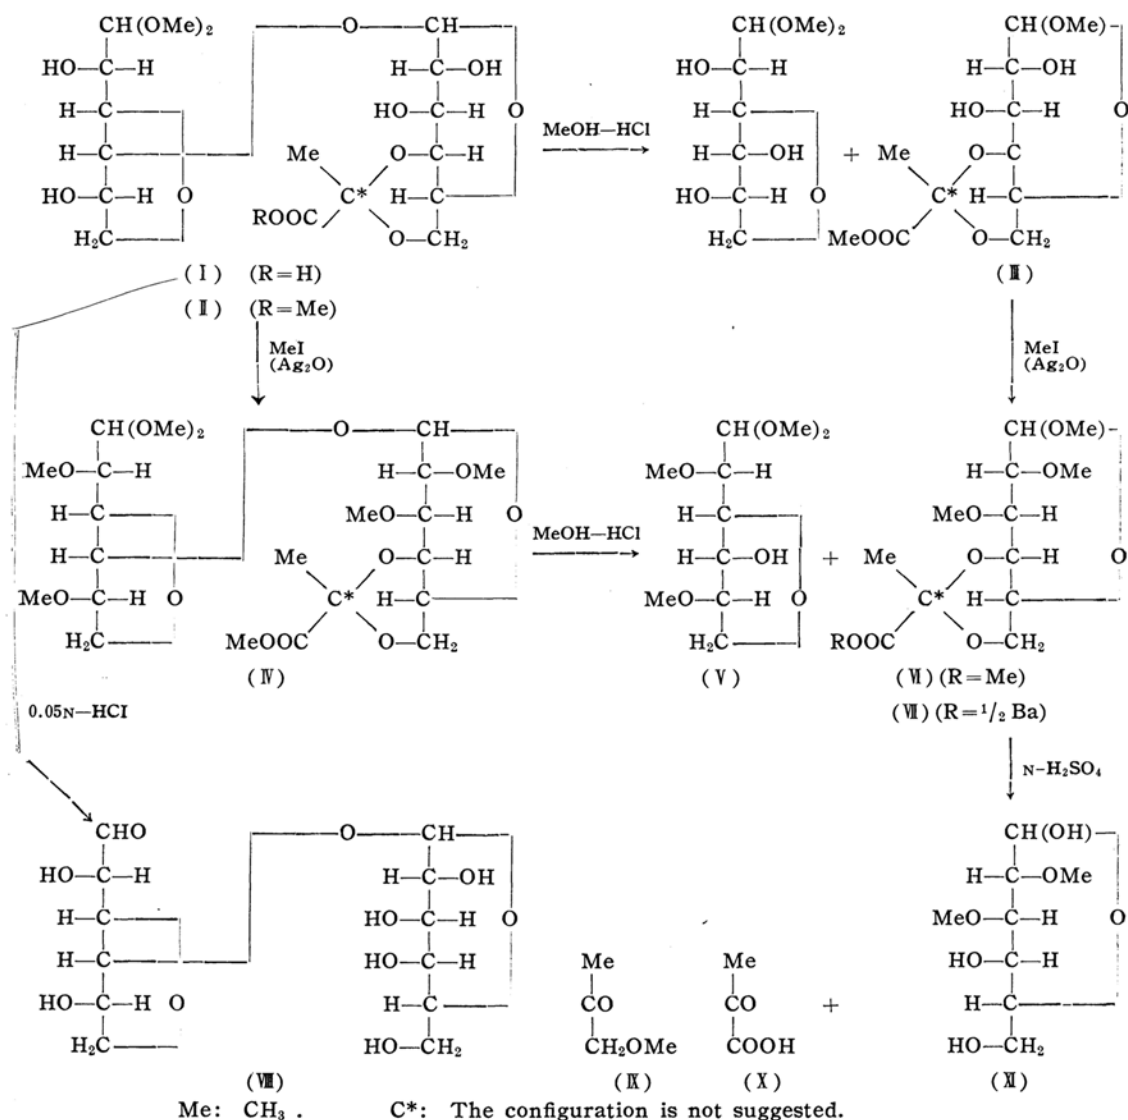 CH(OMe)₂ O CH CH(OMe)₂ CH(OMe)
HO—C—H H—C—OH HO—C—H H—C—OH
H—C HO—C—H O H—C HO—C—H O
MeOH—HCl
H—C Me O—C—H H—C—OH + Me O—C
HO—C—H O C* H—C HO—C—H O C* H—C
ROOC O—CH₂ MeOOC O—CH₂
H₂C H₂C
(I) (R=H) (III)
(II) (R=Me)
MeI MeI
(Ag₂O) (Ag₂O)
CH(OMe)₂ O CH CH(OMe)₂ CH(OMe)
MeO—C—H H—C—OMe MeO—C—H H—C—OMe
H—C MeO—C—H O H—C MeO—C—H
MeOH—HCl
H—C Me O—C—H H—C—OH + Me O—C—H O
MeO—C—H O C* H—C MeO—C—H O C* H—C
H₂C MeOOC O—CH₂ H₂C ROOC O—CH₂
(IV) (V) (VI) (R=Me)
0.05N—HCl (VII) (R=1/2 Ba)
N-H₂SO₄
CHO O CH CH(OH)
HO—C—H H—C—OH H—C—OMe
H—C HO—C—H O MeO—C—H O
H—C HO—C—H Me Me HO—C—H
HO—C—H O H—C CO CO + H—C
H₂C HO—CH₂ CH₂OMe COOH HO—CH₂
(VIII) (IX) (X) (XI)
Me: CH₃ . C*: The configuration is not suggested.